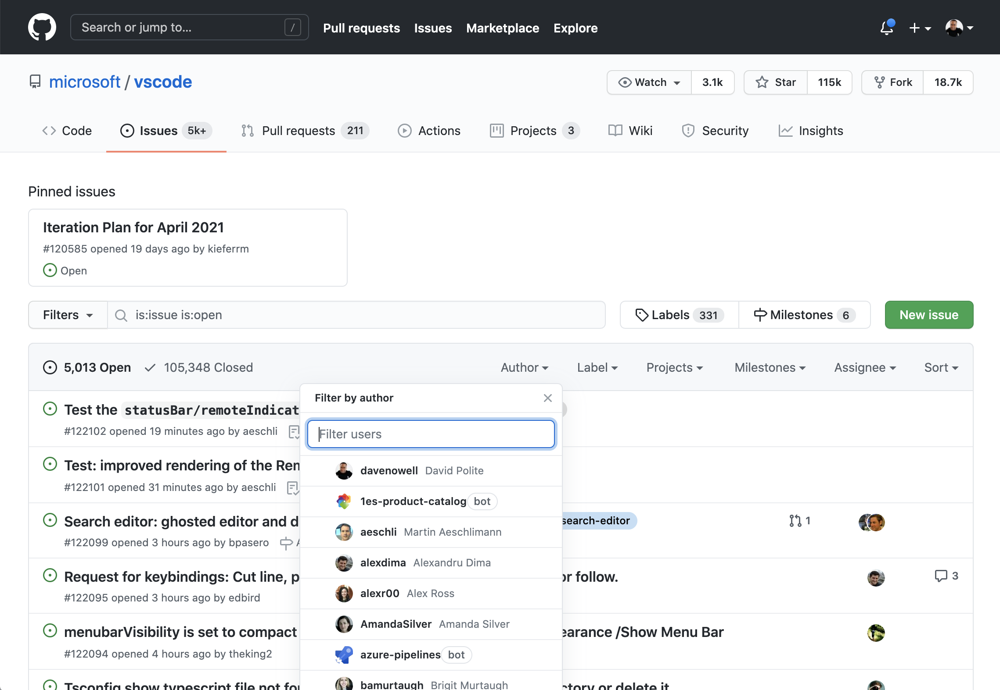 Search or jump to... / Pull requests Issues Marketplace Explore
microsoft / vscode Watch 3.1k Star 115k Fork 18.7k
Code Issues 5k+ Pull requests 211 Actions Projects 3 Wiki Security Insights
Pinned issues
Iteration Plan for April 2021
#120585 opened 19 days ago by kieferrm
Open
Filters is:issue is:open Labels 331 Milestones 6 New issue
5,013 Open 105,348 Closed Author Label Projects Milestones Assignee Sort
Filter by author
Filter users
davenowell David Polite
1es-product-catalog bot
aeschli Martin Aeschlimann
alexdima Alexandru Dima
alexr00 Alex Ross
AmandaSilver Amanda Silver
azure-pipelines bot
bamurtaugh Brigit Murtaugh
Test the statusBar/remoteIndicat
#122102 opened 19 minutes ago by aeschli
Test: improved rendering of the Rem
#122101 opened 31 minutes ago by aeschli
Search editor: ghosted editor and d search-editor 1
#122099 opened 3 hours ago by bpasero
Request for keybindings: Cut line, p or follow. 3
#122095 opened 3 hours ago by edbird
menubarVisibility is set to compact earance /Show Menu Bar
#122094 opened 4 hours ago by theking2
Tsconfig show typescript file not for ctory or delete it